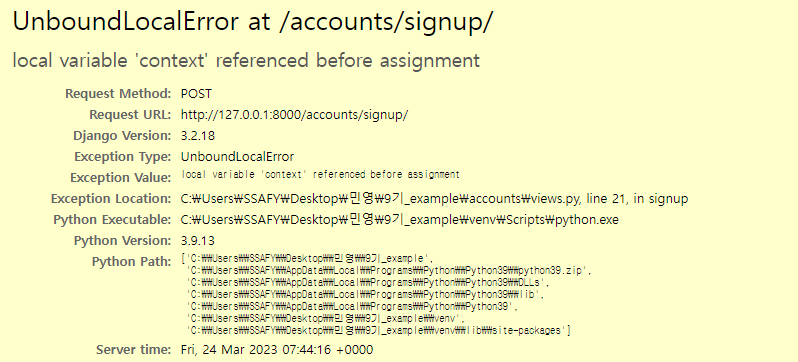 UnboundLocalError at /accounts/signup/
local variable 'context' referenced before assignment
Request Method: POST
Request URL: http://127.0.0.1:8000/accounts/signup/
Django Version: 3.2.18
Exception Type: UnboundLocalError
Exception Value: local variable 'context' referenced before assignment
Exception Location: C:₩Users₩SSAFY₩Desktop₩민영₩9기_example₩accounts₩views.py, line 21, in signup
Python Executable: C:₩Users₩SSAFY₩Desktop₩민영₩9기_example₩venv₩Scripts₩python.exe
Python Version: 3.9.13
Python Path: ['C:₩₩Users₩₩SSAFY₩₩Desktop₩₩민영₩₩9기_example',
'C:₩₩Users₩₩SSAFY₩₩AppData₩₩Local₩₩Programs₩₩Python₩₩Python39₩₩python39.zip',
'C:₩₩Users₩₩SSAFY₩₩AppData₩₩Local₩₩Programs₩₩Python₩₩Python39₩₩DLLs',
'C:₩₩Users₩₩SSAFY₩₩AppData₩₩Local₩₩Programs₩₩Python₩₩Python39₩₩lib',
'C:₩₩Users₩₩SSAFY₩₩AppData₩₩Local₩₩Programs₩₩Python₩₩Python39',
'C:₩₩Users₩₩SSAFY₩₩Desktop₩₩민영₩₩9기_example₩₩venv',
'C:₩₩Users₩₩SSAFY₩₩Desktop₩₩민영₩₩9기_example₩₩venv₩₩lib₩₩site-packages']
Server time: Fri, 24 Mar 2023 07:44:16 +0000